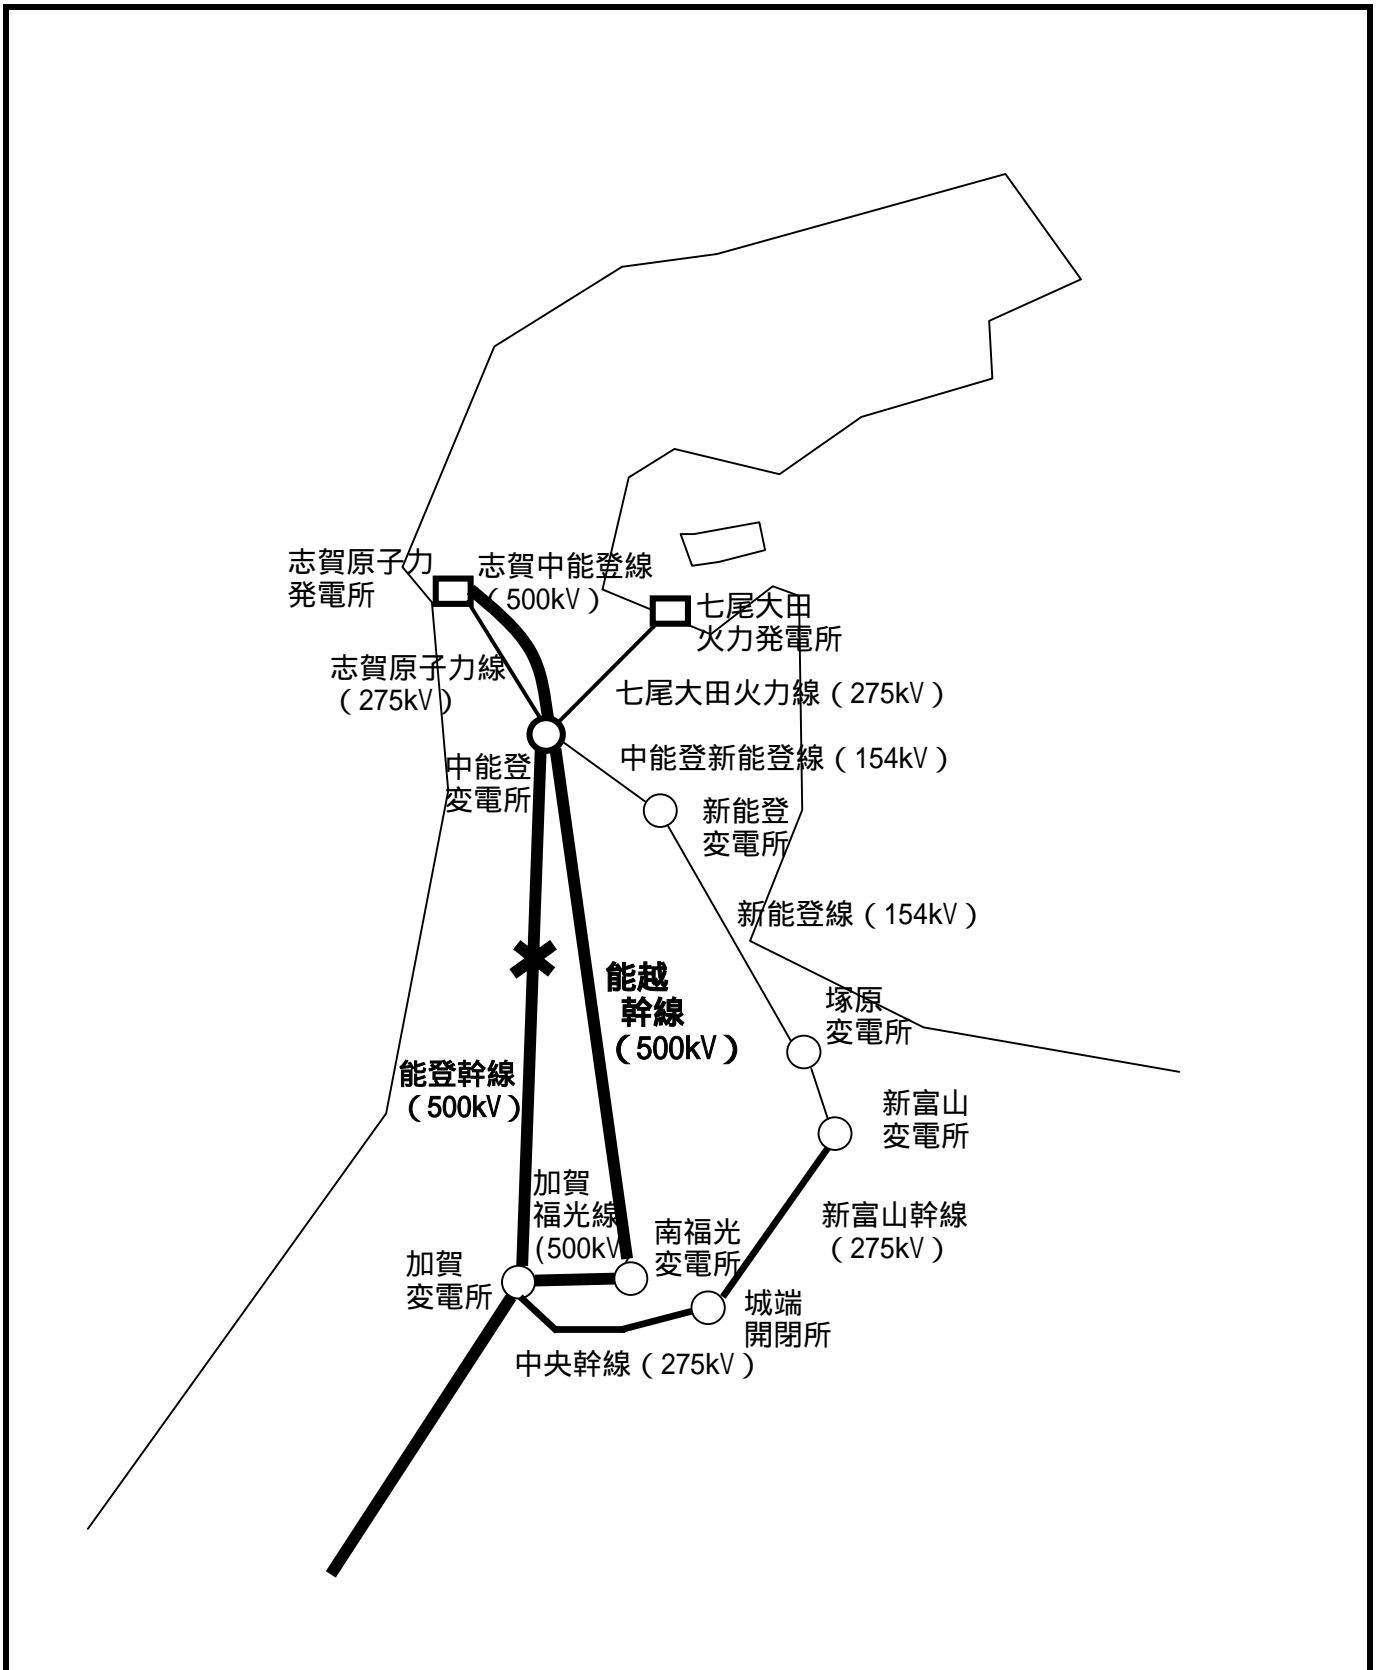 志賀原子力
発電所
志賀中能登線
（500kV）
七尾大田
火力発電所
志賀原子力線
（275kV）
七尾大田火力線（275kV）
中能登
変電所
中能登新能登線（154kV）
新能登
変電所
新能登線（154kV）
能越
幹線
（500kV）
塚原
変電所
能登幹線
（500kV）
新富山
変電所
加賀
福光線
(500kV
南福光
変電所
新富山幹線
（275kV）
加賀
変電所
城端
開閉所
中央幹線（275kV）